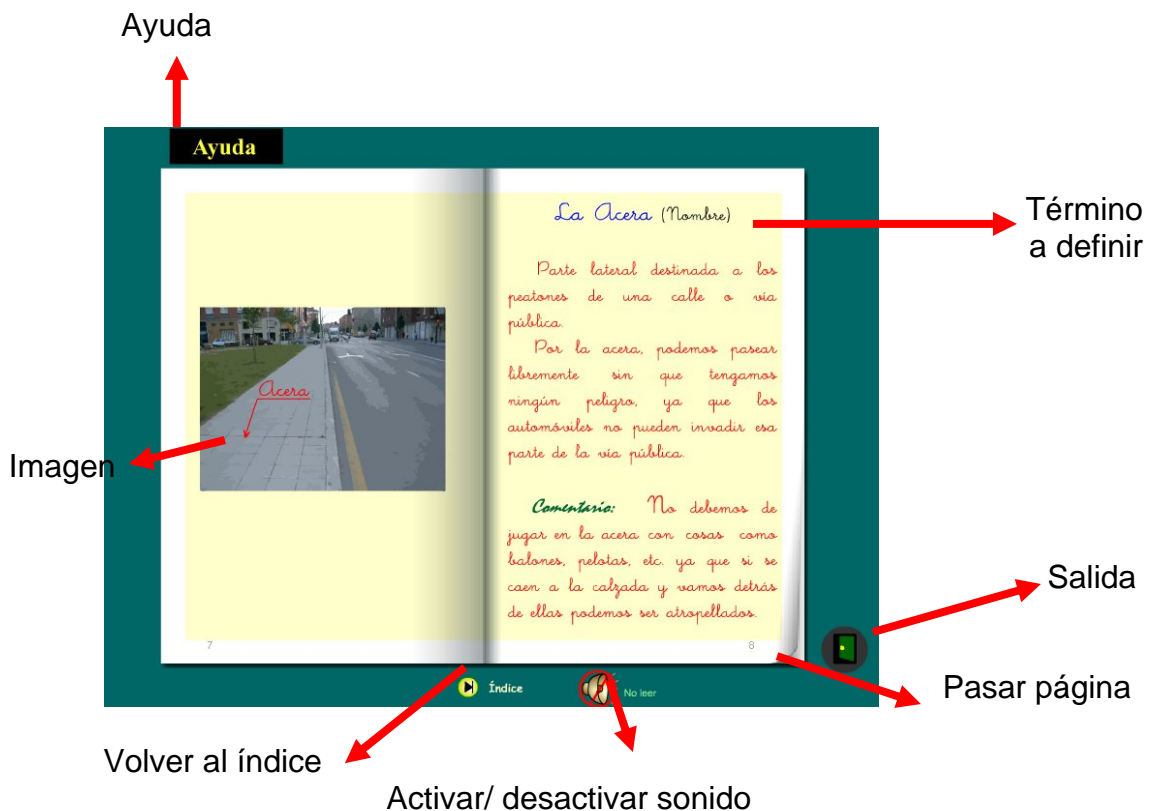 Ayuda
Ayuda
La Acera (Nombre)
Término
a definir
Parte lateral destinada a los
peatones de una calle o vía
pública.
Por la acera, podemos pasear
libremente sin que tengamos
ningún peligro, ya que los
automóviles no pueden invadir esa
parte de la vía pública.
Acera
Imagen
Comentario: No debemos de
jugar en la acera con cosas como
balones, pelotas, etc. ya que si se
caen a la calzada y vamos detrás
de ellas podemos ser atropellados.
Salida
7
8
Pasar página
Índice
No leer
Volver al índice
Activar/ desactivar sonido